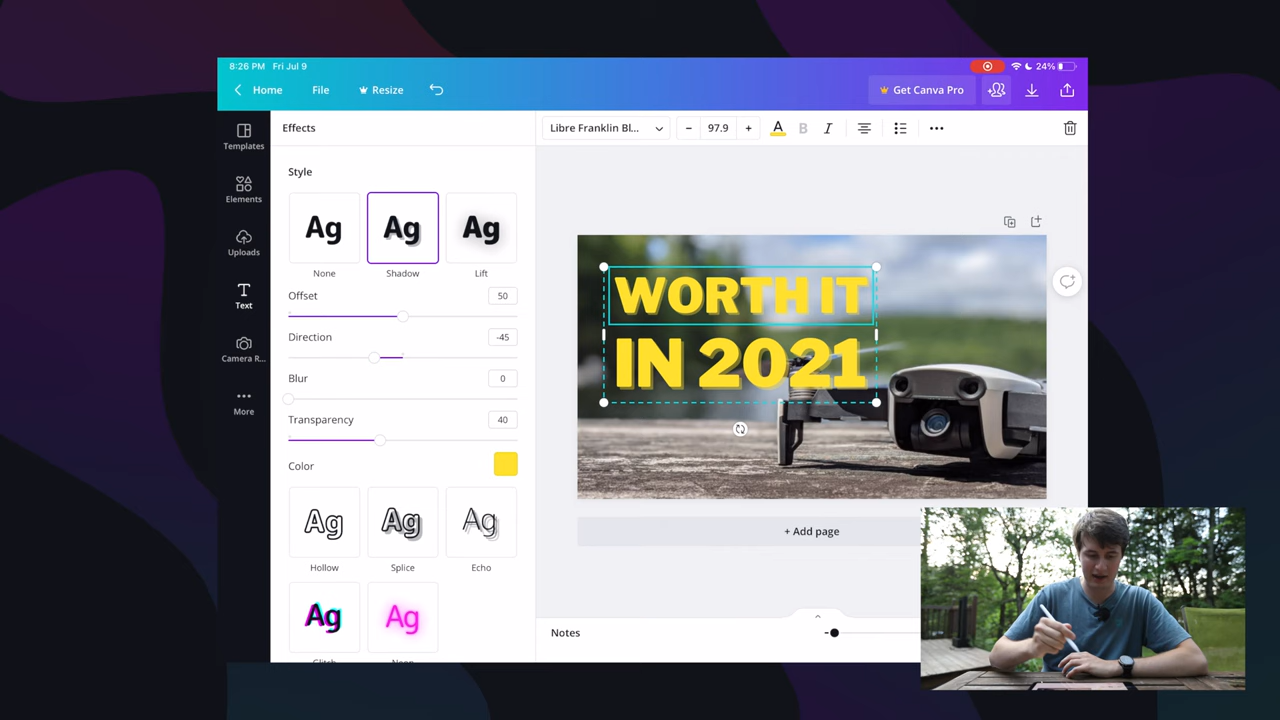 8:26 PM Fri Jul 9
24%
Home
File
Resize
Get Canva Pro
Templates
Elements
Uploads
Text
Camera R...
More
Effects
Style
Ag
None
Ag
Shadow
Ag
Lift
Offset
50
Direction
-45
Blur
0
Transparency
40
Color
Ag
Hollow
Ag
Splice
Ag
Echo
Ag
Glitch
Ag
Neon
Libre Franklin Bl...
− 97.9 +
A
B
I
WORTH IT
IN 2021
+ Add page
Notes